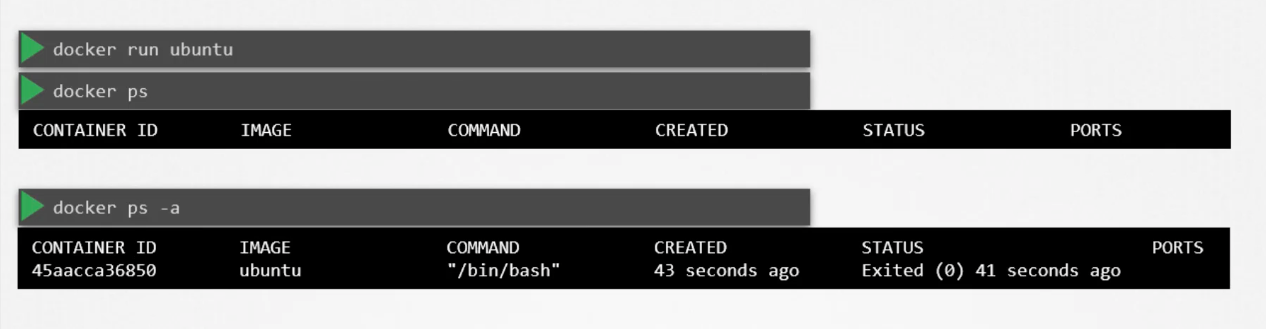 docker run ubuntu
docker ps
CONTAINER ID IMAGE COMMAND CREATED STATUS PORTS
docker ps -a
CONTAINER ID IMAGE COMMAND CREATED STATUS PORTS
45aacca36850 ubuntu "/bin/bash" 43 seconds ago Exited (0) 41 seconds ago